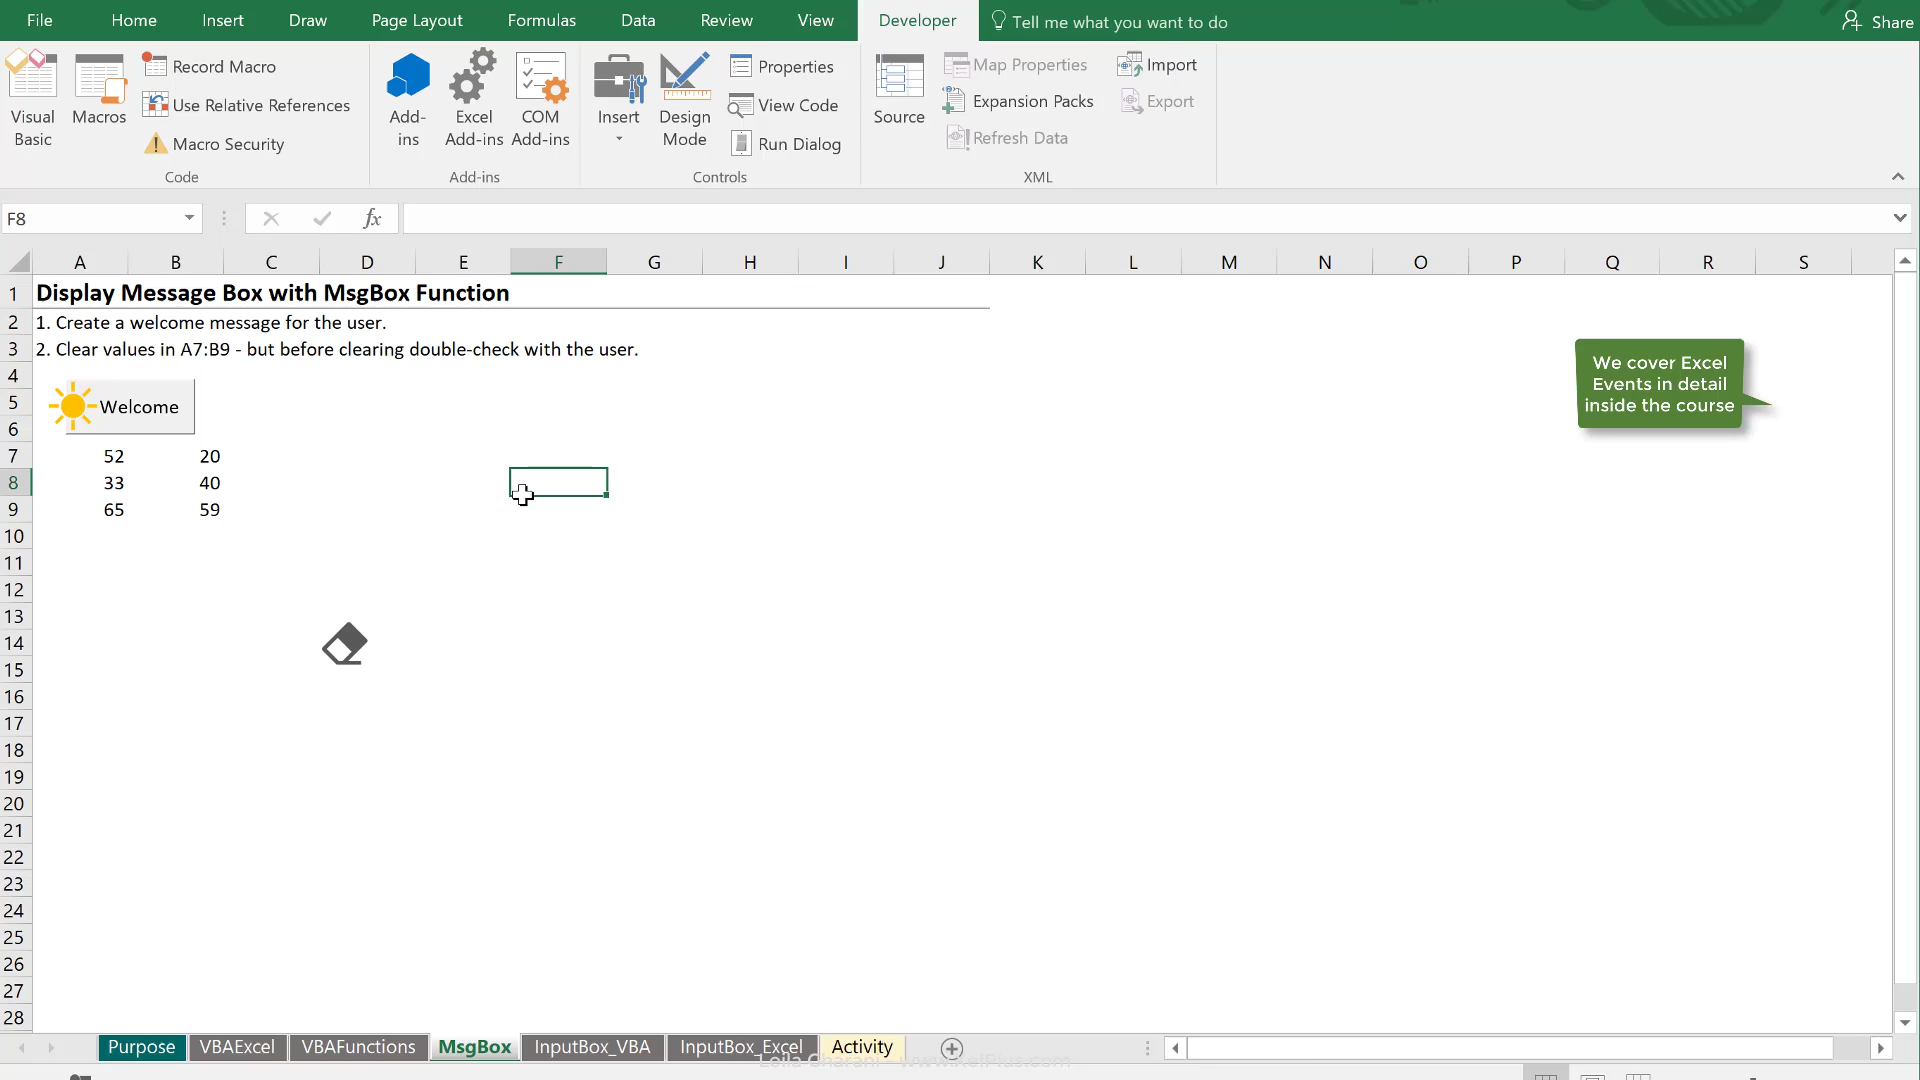 File Home Insert Draw Page Layout Formulas Data Review View Developer Tell me what you want to do Share
Visual Basic
Macros
Record Macro
Use Relative References
Macro Security
Code
Add-ins
Excel Add-ins
COM Add-ins
Add-ins
Insert
Design Mode
Properties
View Code
Run Dialog
Controls
Source
Map Properties
Expansion Packs
Refresh Data
Import
Export
XML
F8 fx
A B C D E F G H I J K L M N O P Q R S
1 Display Message Box with MsgBox Function
2 1. Create a welcome message for the user.
3 2. Clear values in A7:B9 - but before clearing double-check with the user.
We cover Excel
Events in detail
inside the course
4
5 Welcome
6
7 52 20
8 33 40
9 65 59
10
11
12
13
14
15
16
17
18
19
20
21
22
23
24
25
26
27
28
Purpose VBAExcel VBAFunctions MsgBox InputBox_VBA InputBox_Excel Activity